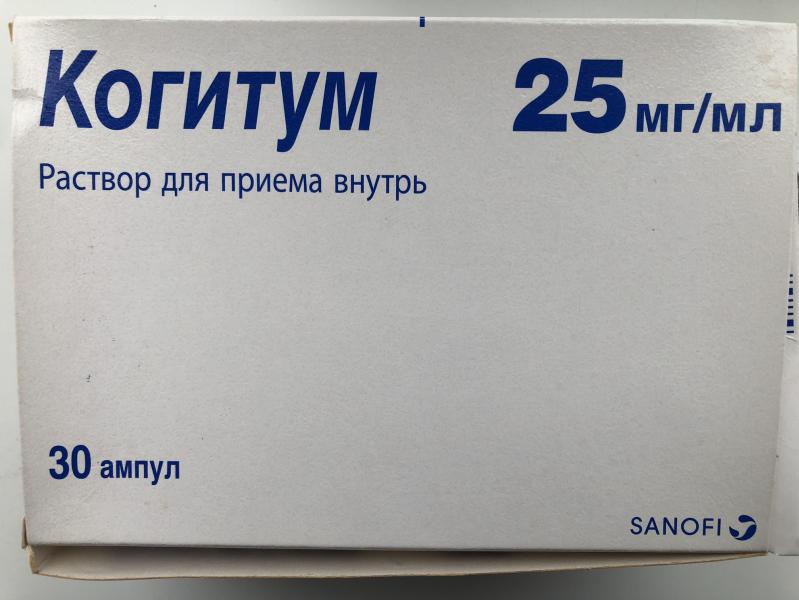 Когитум 25 мг/мл
Раствор для приема внутрь
30 ампул
SANOFI